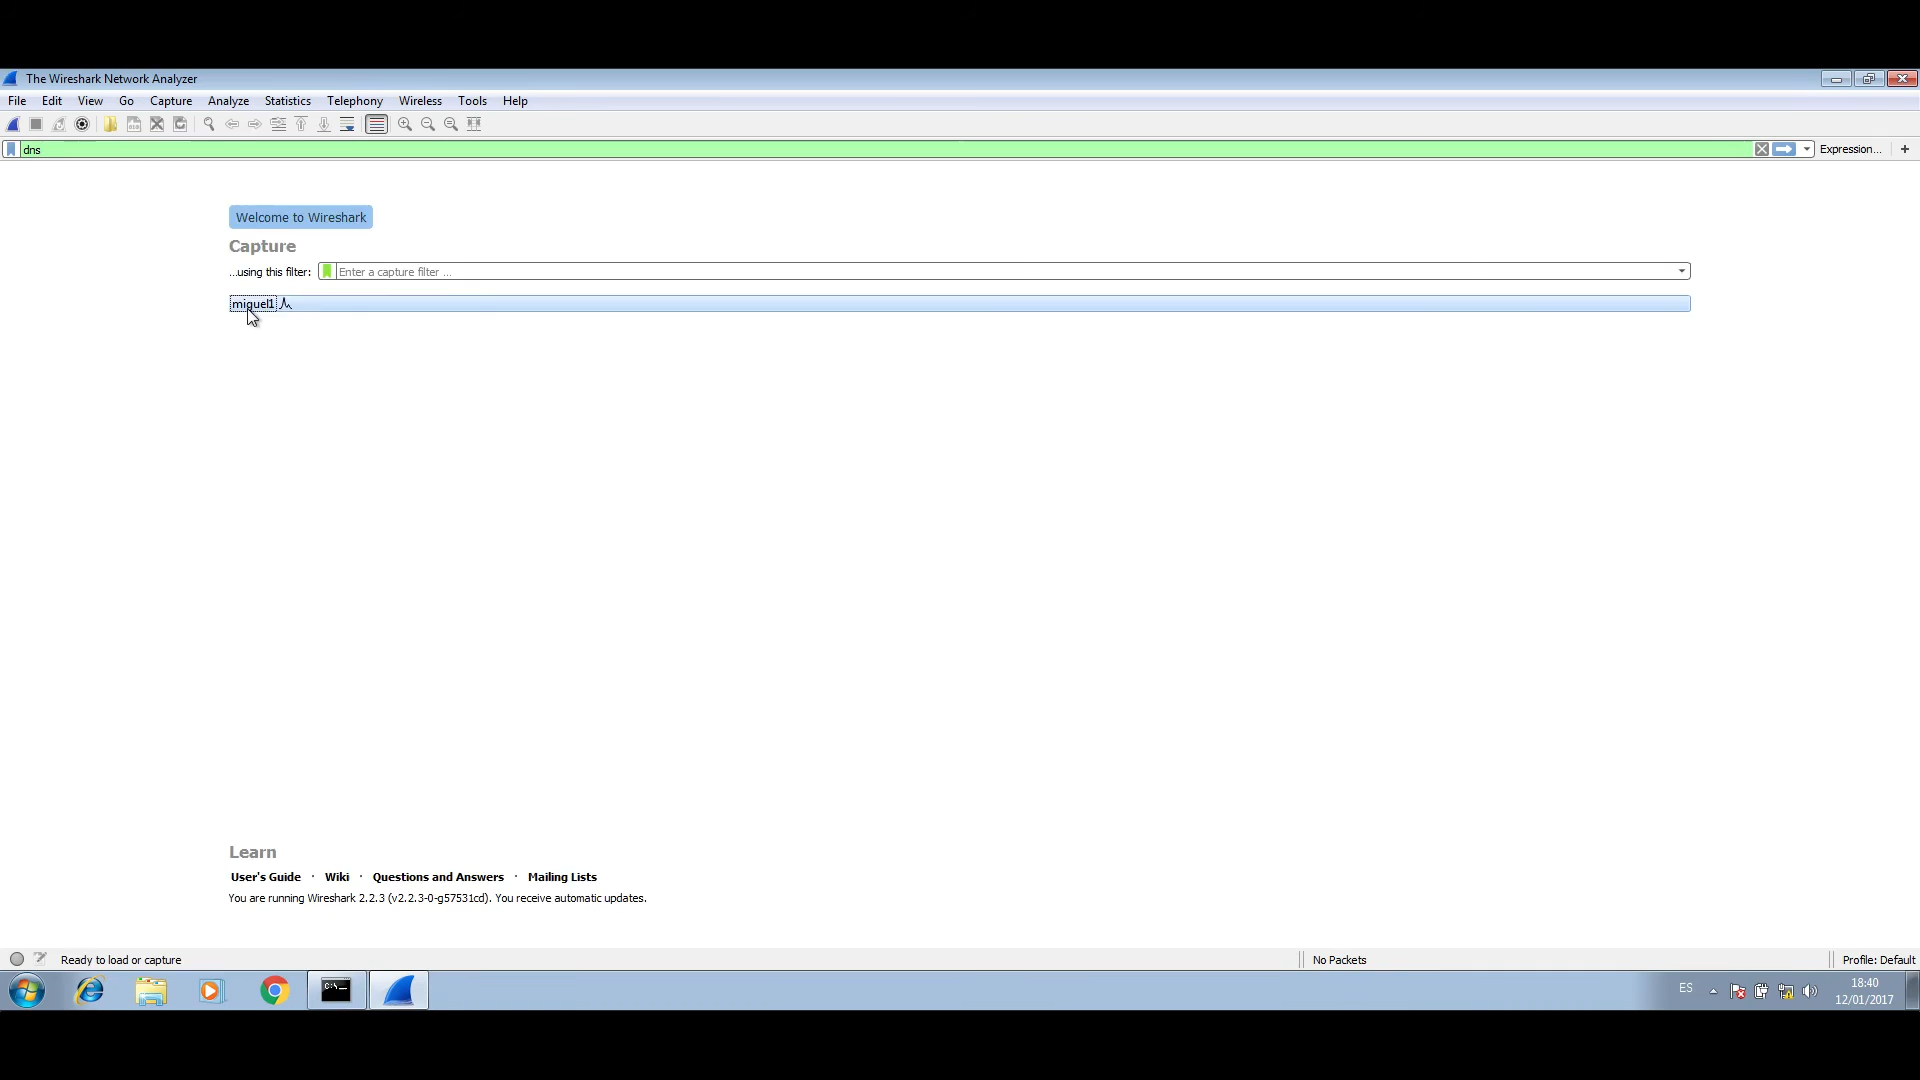 The Wireshark Network Analyzer
File Edit View Go Capture Analyze Statistics Telephony Wireless Tools Help
dns
Expression... +
Welcome to Wireshark
Capture
...using this filter: Enter a capture filter ...
miguel1
Learn
User's Guide · Wiki · Questions and Answers · Mailing Lists
You are running Wireshark 2.2.3 (v2.2.3-0-g57531cd). You receive automatic updates.
Ready to load or capture No Packets Profile: Default
ES
18:40
12/01/2017